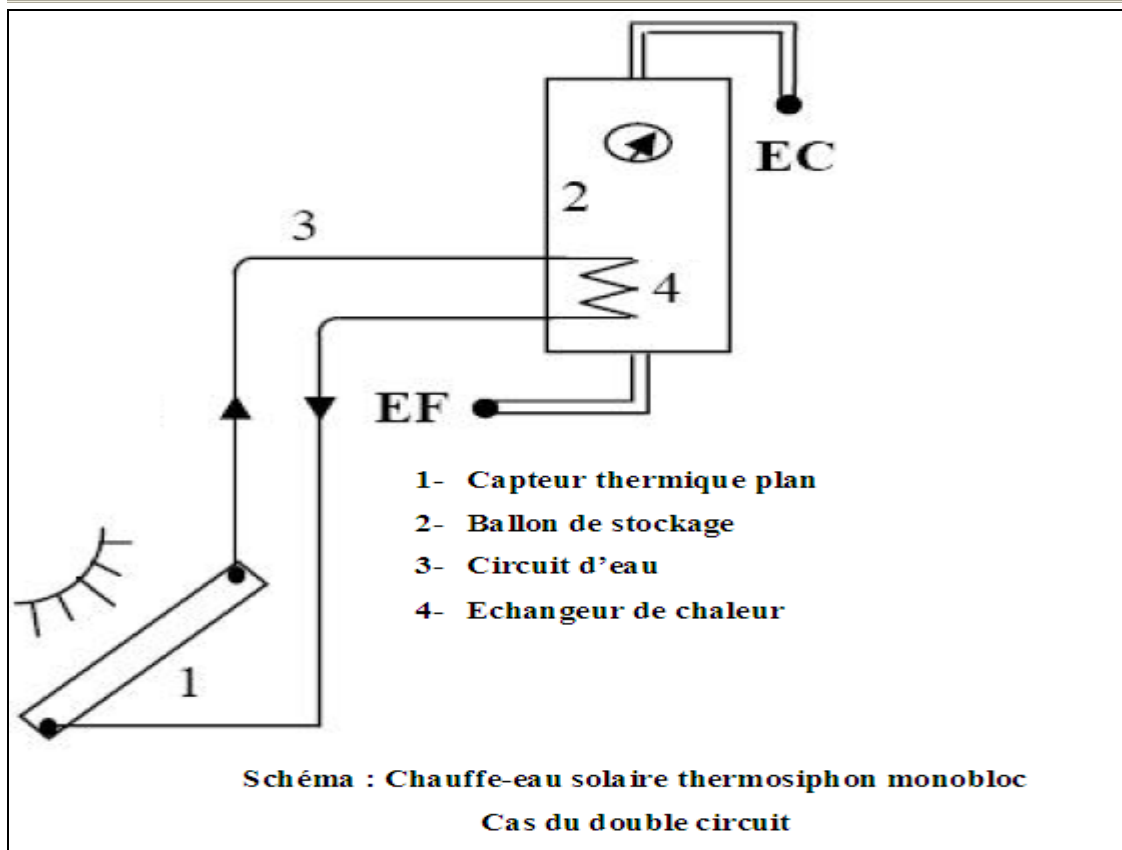 EC
2
3
4
EF
1- Capteur thermique plan
2- Ballon de stockage
3- Circuit d'eau
4- Echangeur de chaleur
1
Schéma : Chauffe-eau solaire thermosiphon monobloc
Cas du double circuit